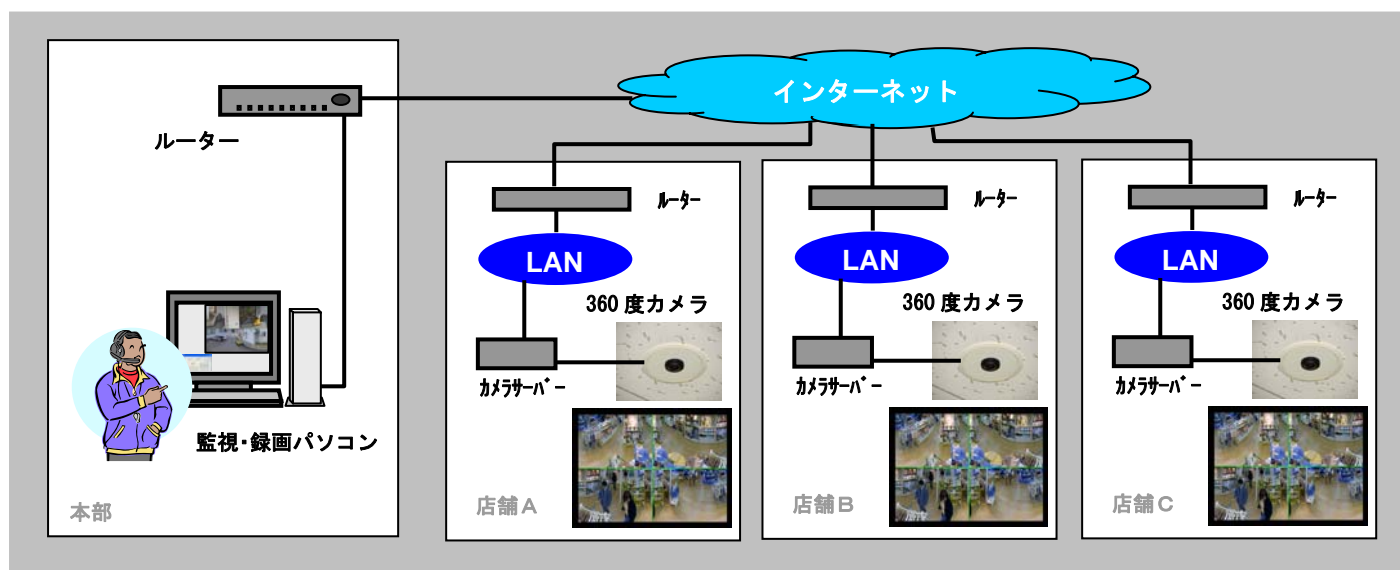 インターネット
ルーター
監視・録画パソコン
本部
ルーター
LAN
360度カメラ
カメラサーバー
店舗A
ルーター
LAN
360度カメラ
カメラサーバー
店舗B
ルーター
LAN
360度カメラ
カメラサーバー
店舗C